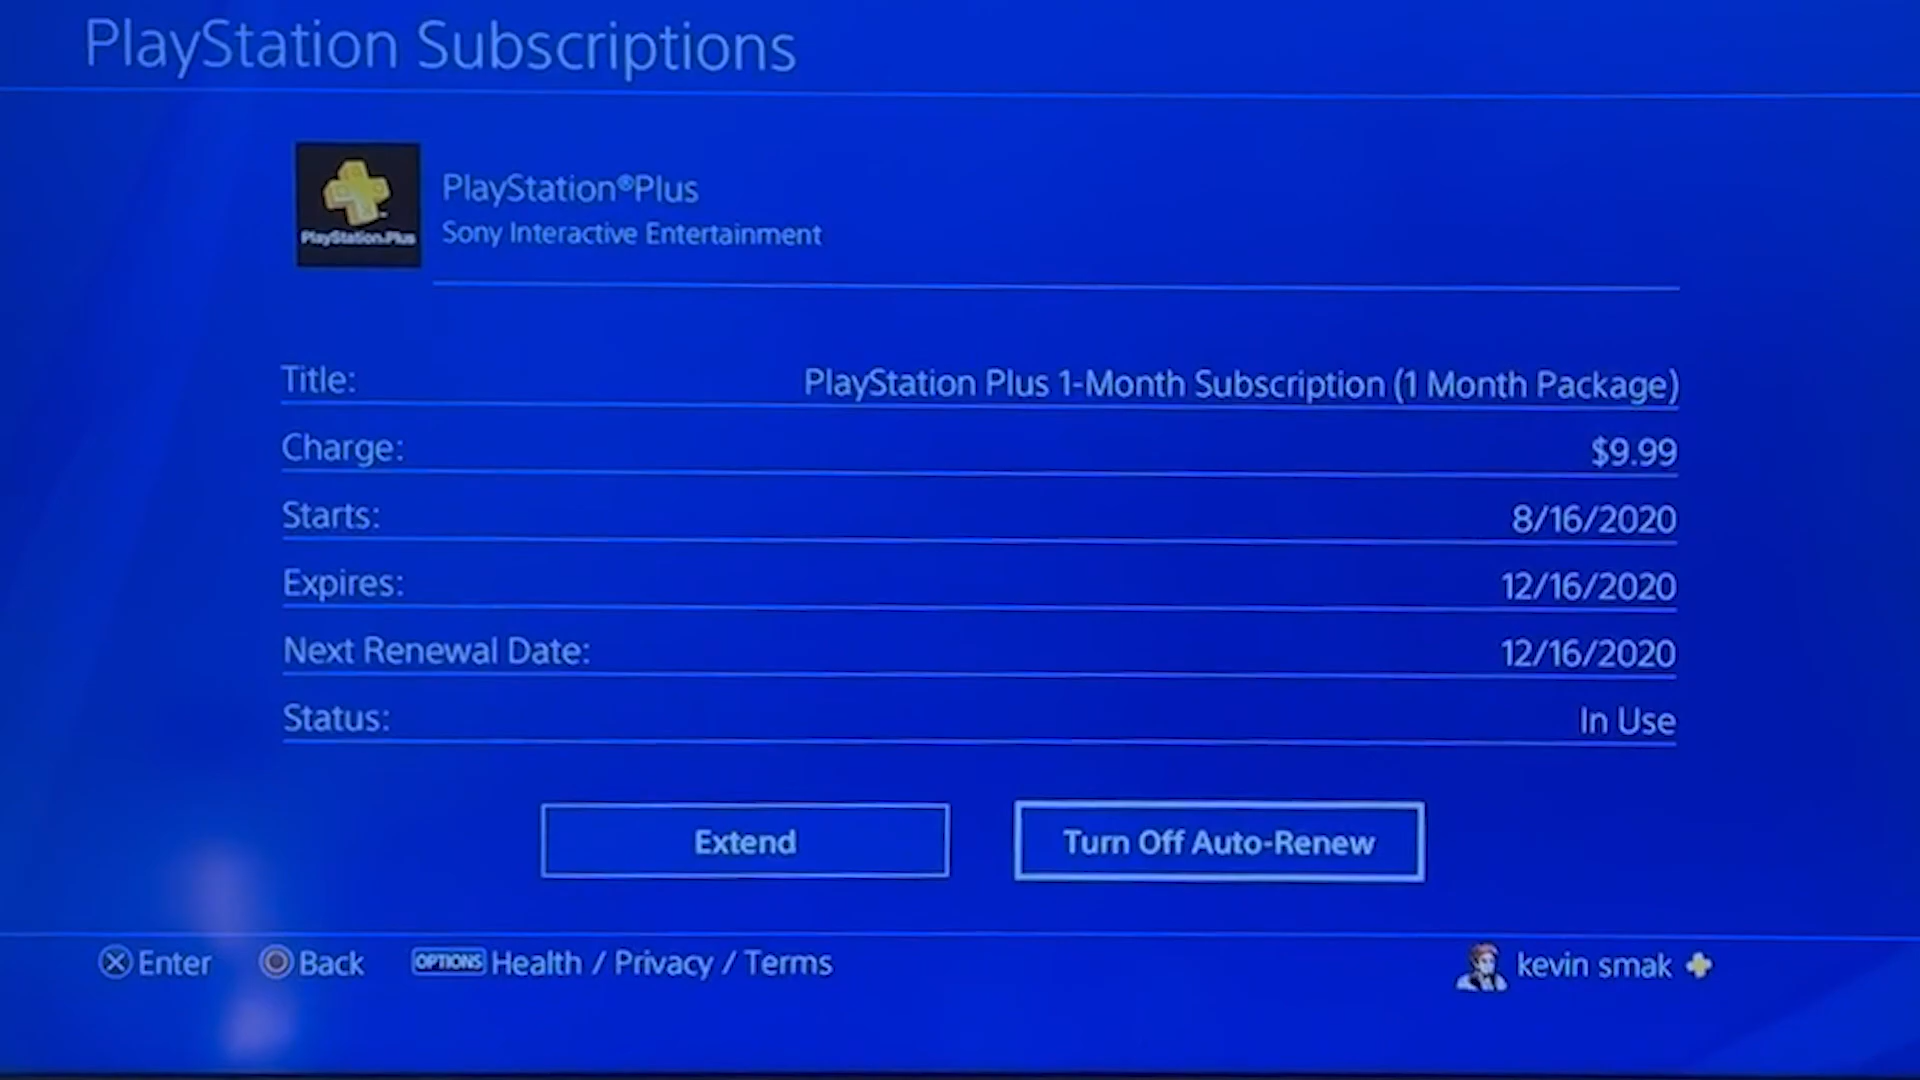 PlayStation Subscriptions
PlayStation®Plus
Sony Interactive Entertainment
PlayStation.Plus
Title: PlayStation Plus 1-Month Subscription (1 Month Package)
Charge: $9.99
Starts: 8/16/2020
Expires: 12/16/2020
Next Renewal Date: 12/16/2020
Status: In Use
Extend Turn Off Auto-Renew
Enter Back OPTIONS Health / Privacy / Terms kevin smak